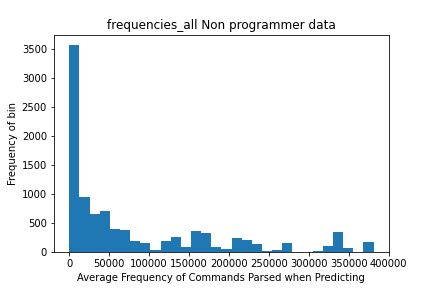 frequencies_all Non programmer data
Frequency of bin
3500
3000
2500
2000
1500
1000
500
0
0 50000 100000 150000 200000 250000 300000 350000 400000
Average Frequency of Commands Parsed when Predicting